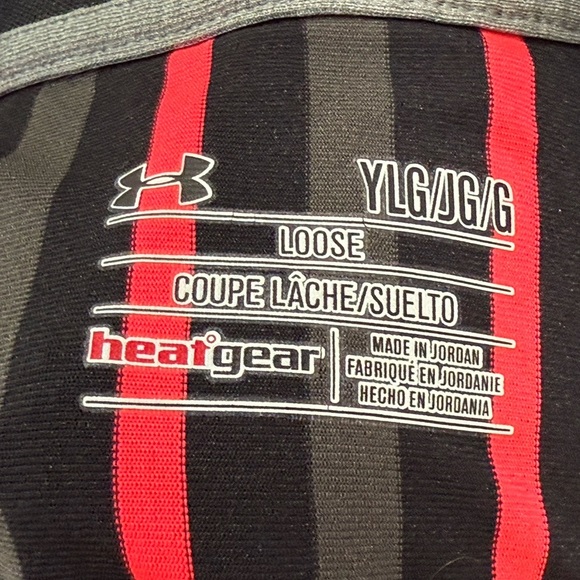 YLG/JG/G
LOOSE
COUPE LÂCHE/SUELTO
heatgear
MADE IN JORDAN
FABRIQUÉ EN JORDANIE
HECHO EN JORDANIA